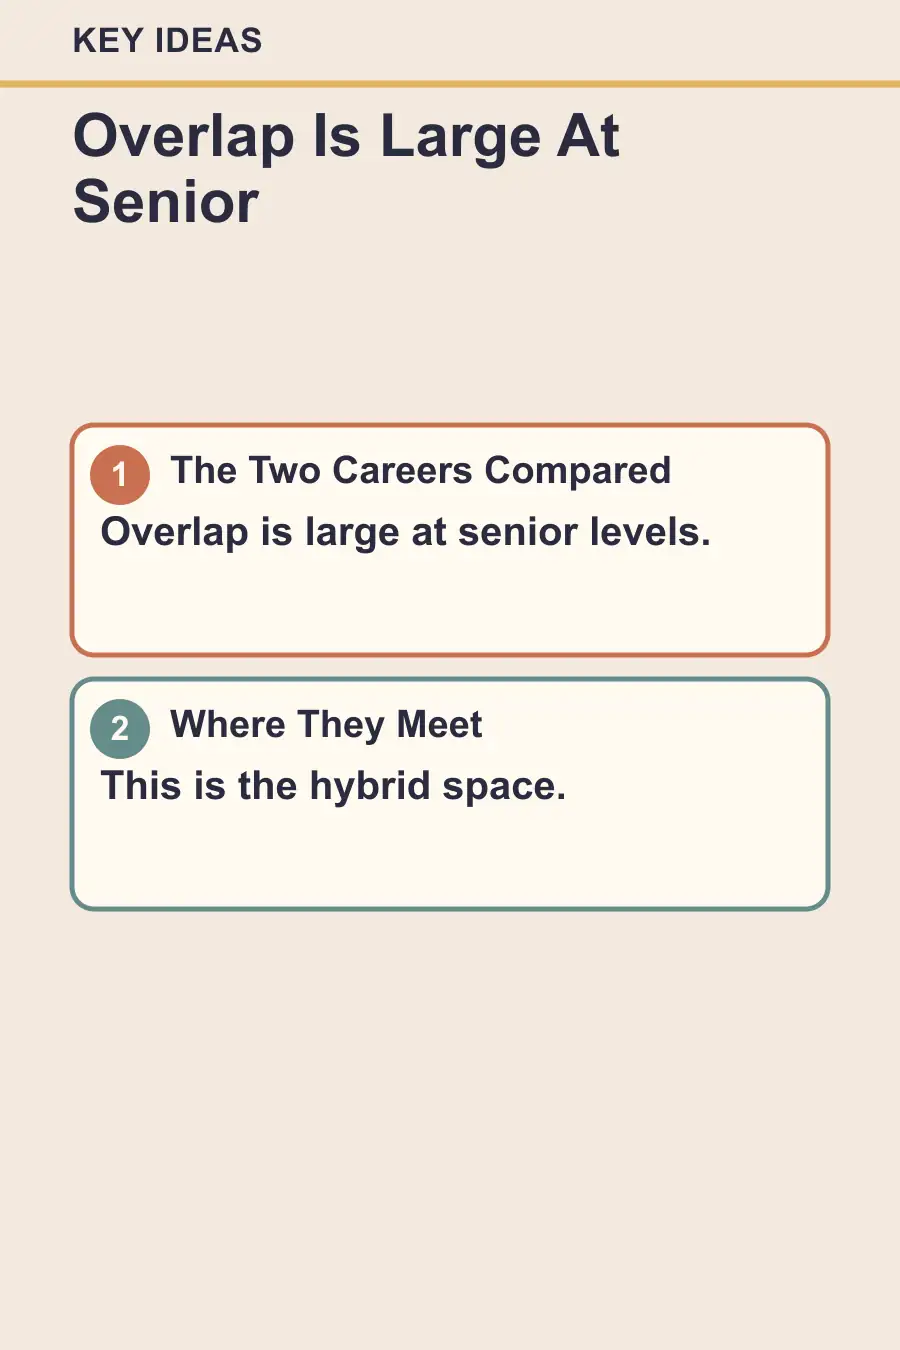 KEY IDEAS
Overlap Is Large At
Senior
1 The Two Careers Compared
Overlap is large at senior levels.
2 Where They Meet
This is the hybrid space.